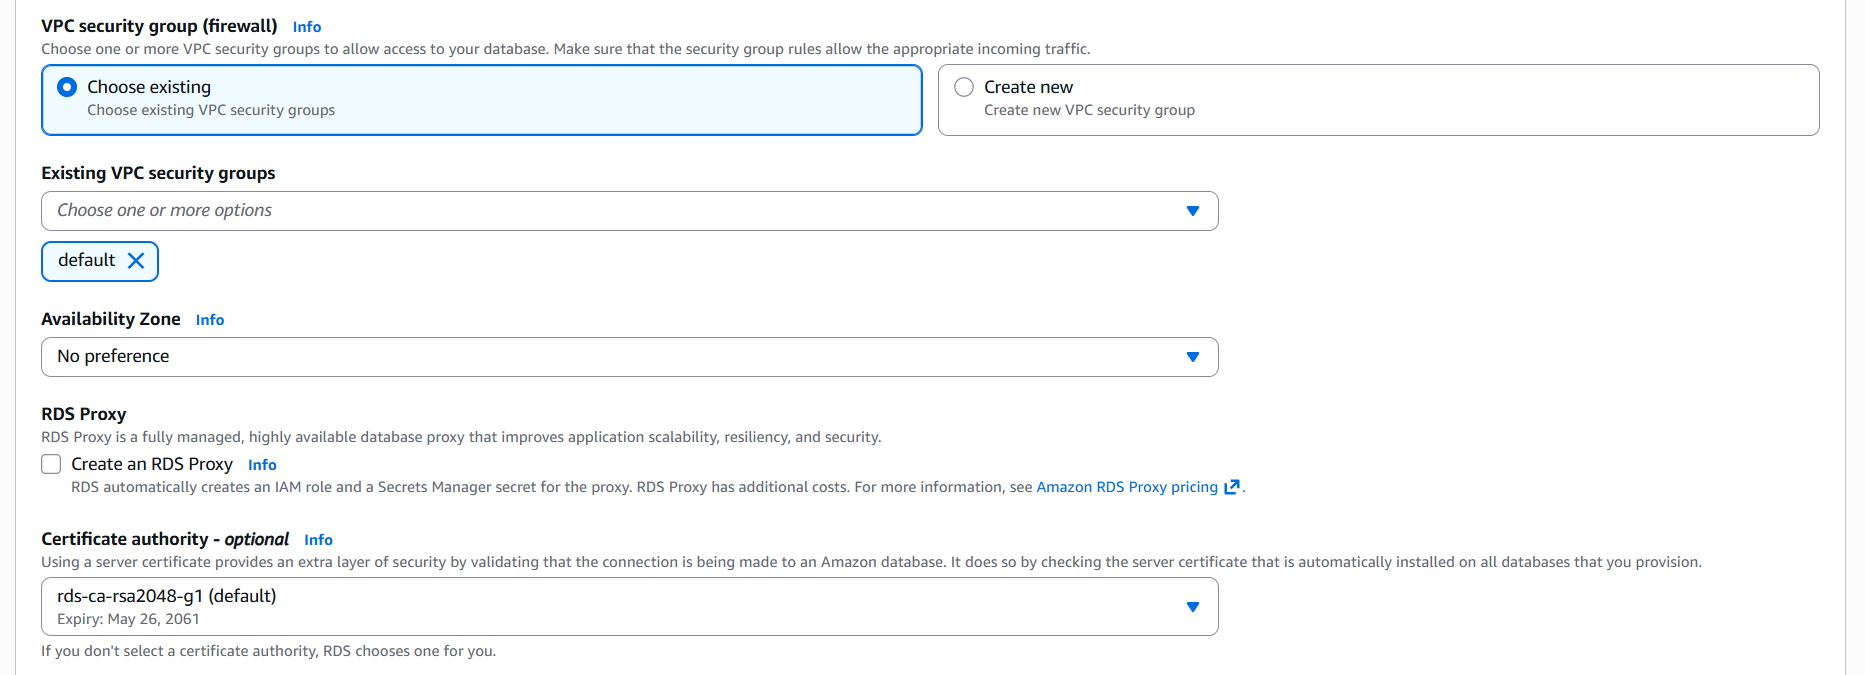 VPC security group (firewall) Info
Choose one or more VPC security groups to allow access to your database. Make sure that the security group rules allow the appropriate incoming traffic.
Choose existing
Choose existing VPC security groups
Create new
Create new VPC security group
Existing VPC security groups
Choose one or more options
default
Availability Zone Info
No preference
RDS Proxy
RDS Proxy is a fully managed, highly available database proxy that improves application scalability, resiliency, and security.
Create an RDS Proxy Info
RDS automatically creates an IAM role and a Secrets Manager secret for the proxy. RDS Proxy has additional costs. For more information, see Amazon RDS Proxy pricing.
Certificate authority - optional Info
Using a server certificate provides an extra layer of security by validating that the connection is being made to an Amazon database. It does so by checking the server certificate that is automatically installed on all databases that you provision.
rds-ca-rsa2048-g1 (default)
Expiry: May 26, 2061
If you don't select a certificate authority, RDS chooses one for you.